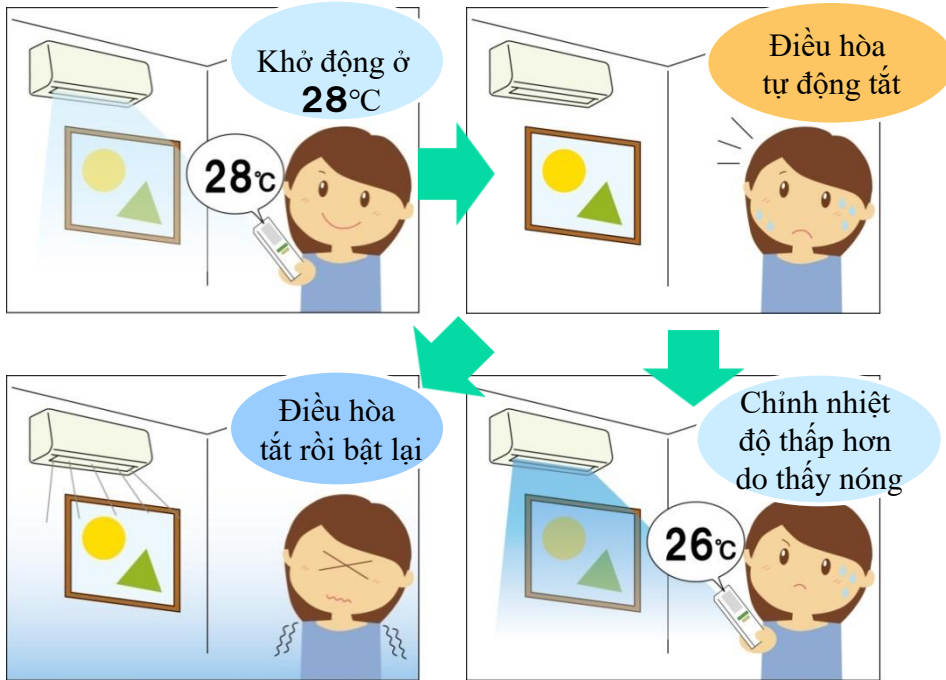 Khở động ở
28°C
28℃
Điều hòa
tự động tắt
Điều hòa
tắt rồi bật lại
Chỉnh nhiệt
độ thấp hơn
do thấy nóng
26℃